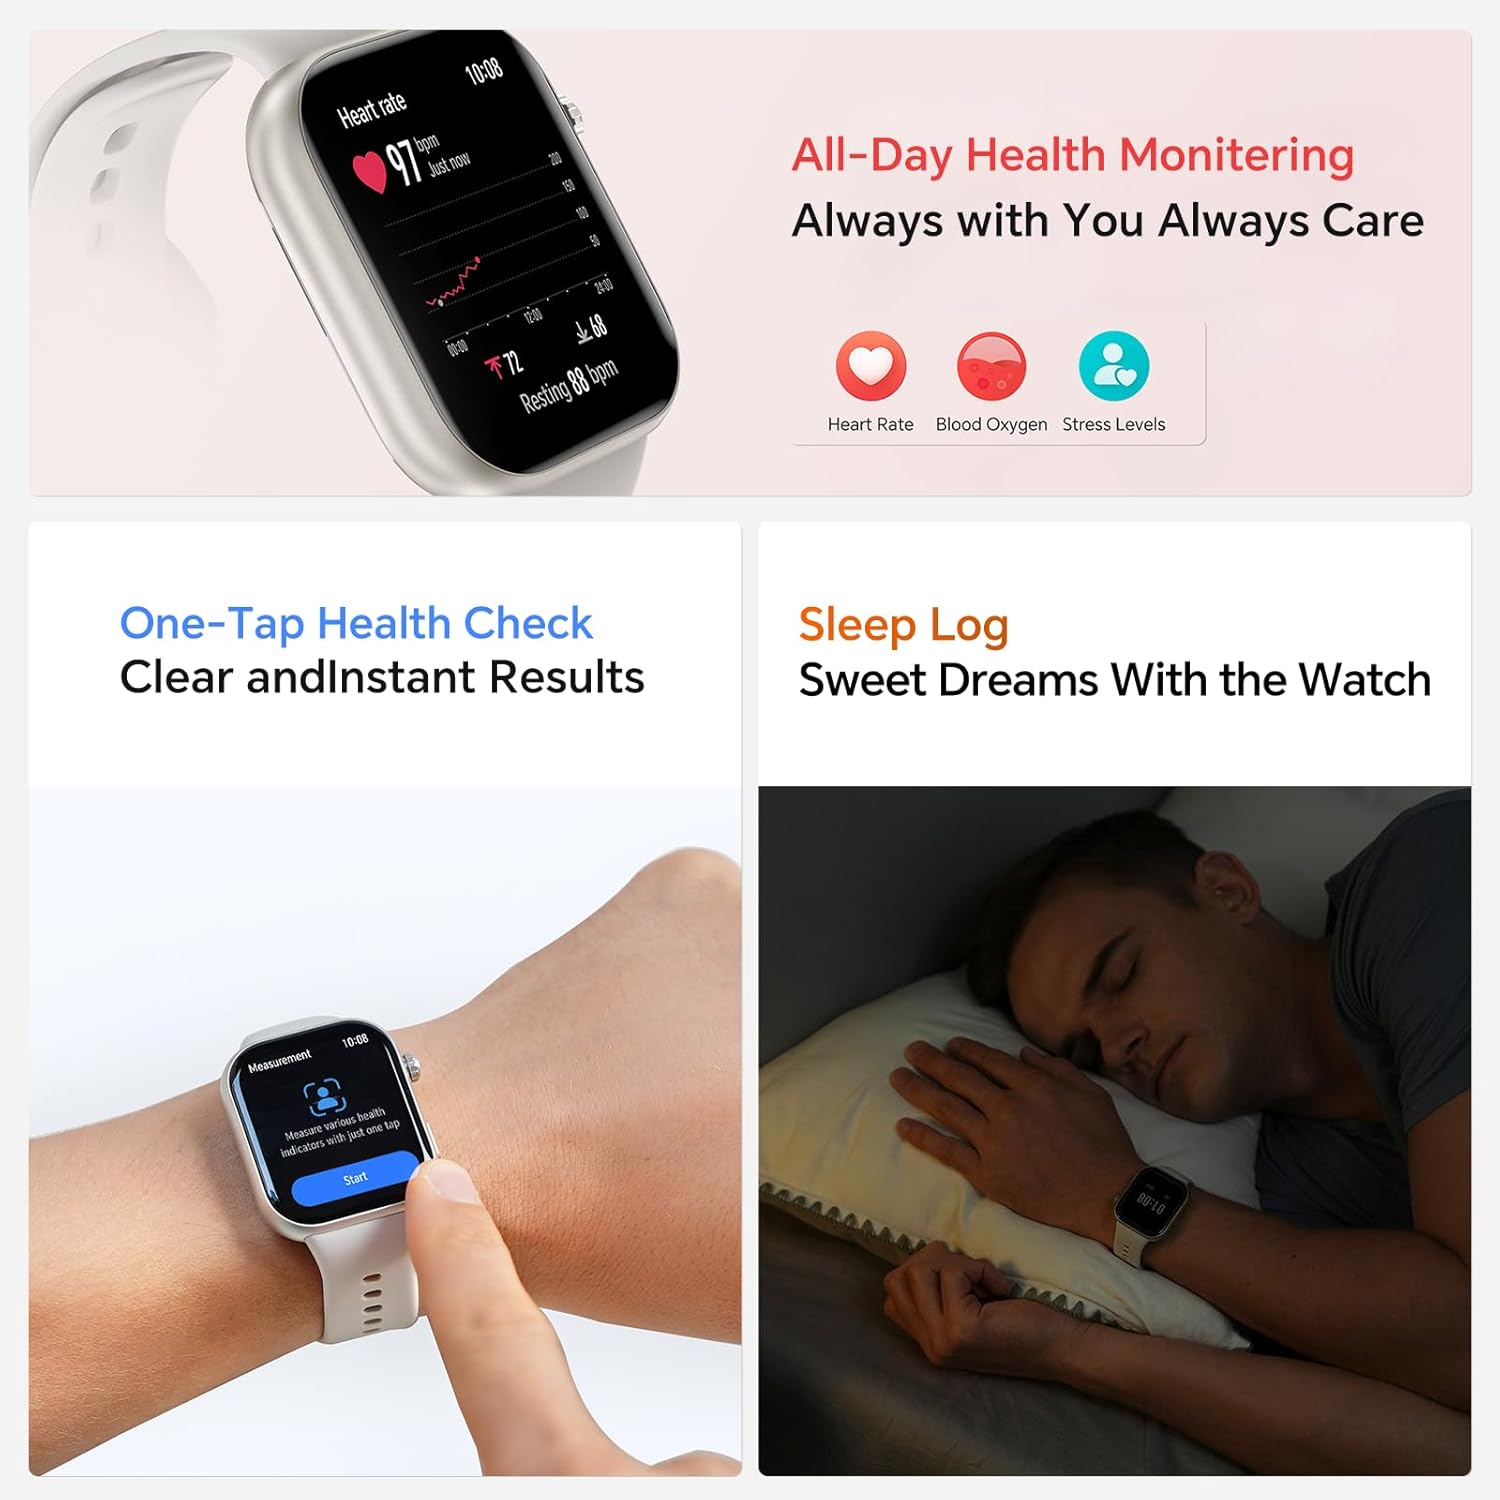 Heart rate
10:08
97 bpm
Just now
200
150
100
50
00:00
12:00
24:00
72
68
Resting 88 bpm
All-Day Health Monitering
Always with You Always Care
Heart Rate
Blood Oxygen
Stress Levels
One-Tap Health Check
Clear andInstant Results
Measurement
10:08
Measure various health
indicators with just one tap
Start
Sleep Log
Sweet Dreams With the Watch
01:08